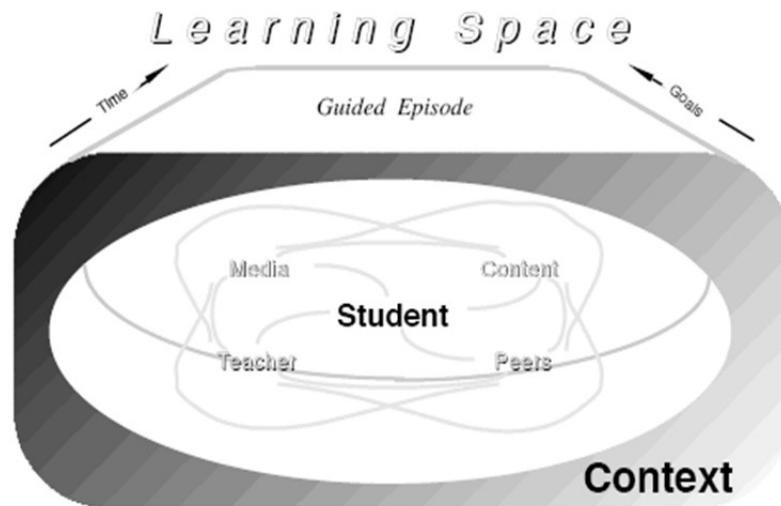 Learning Space
Time
Goals
Guided Episode
Media
Content
Student
Teacher
Peers
Context